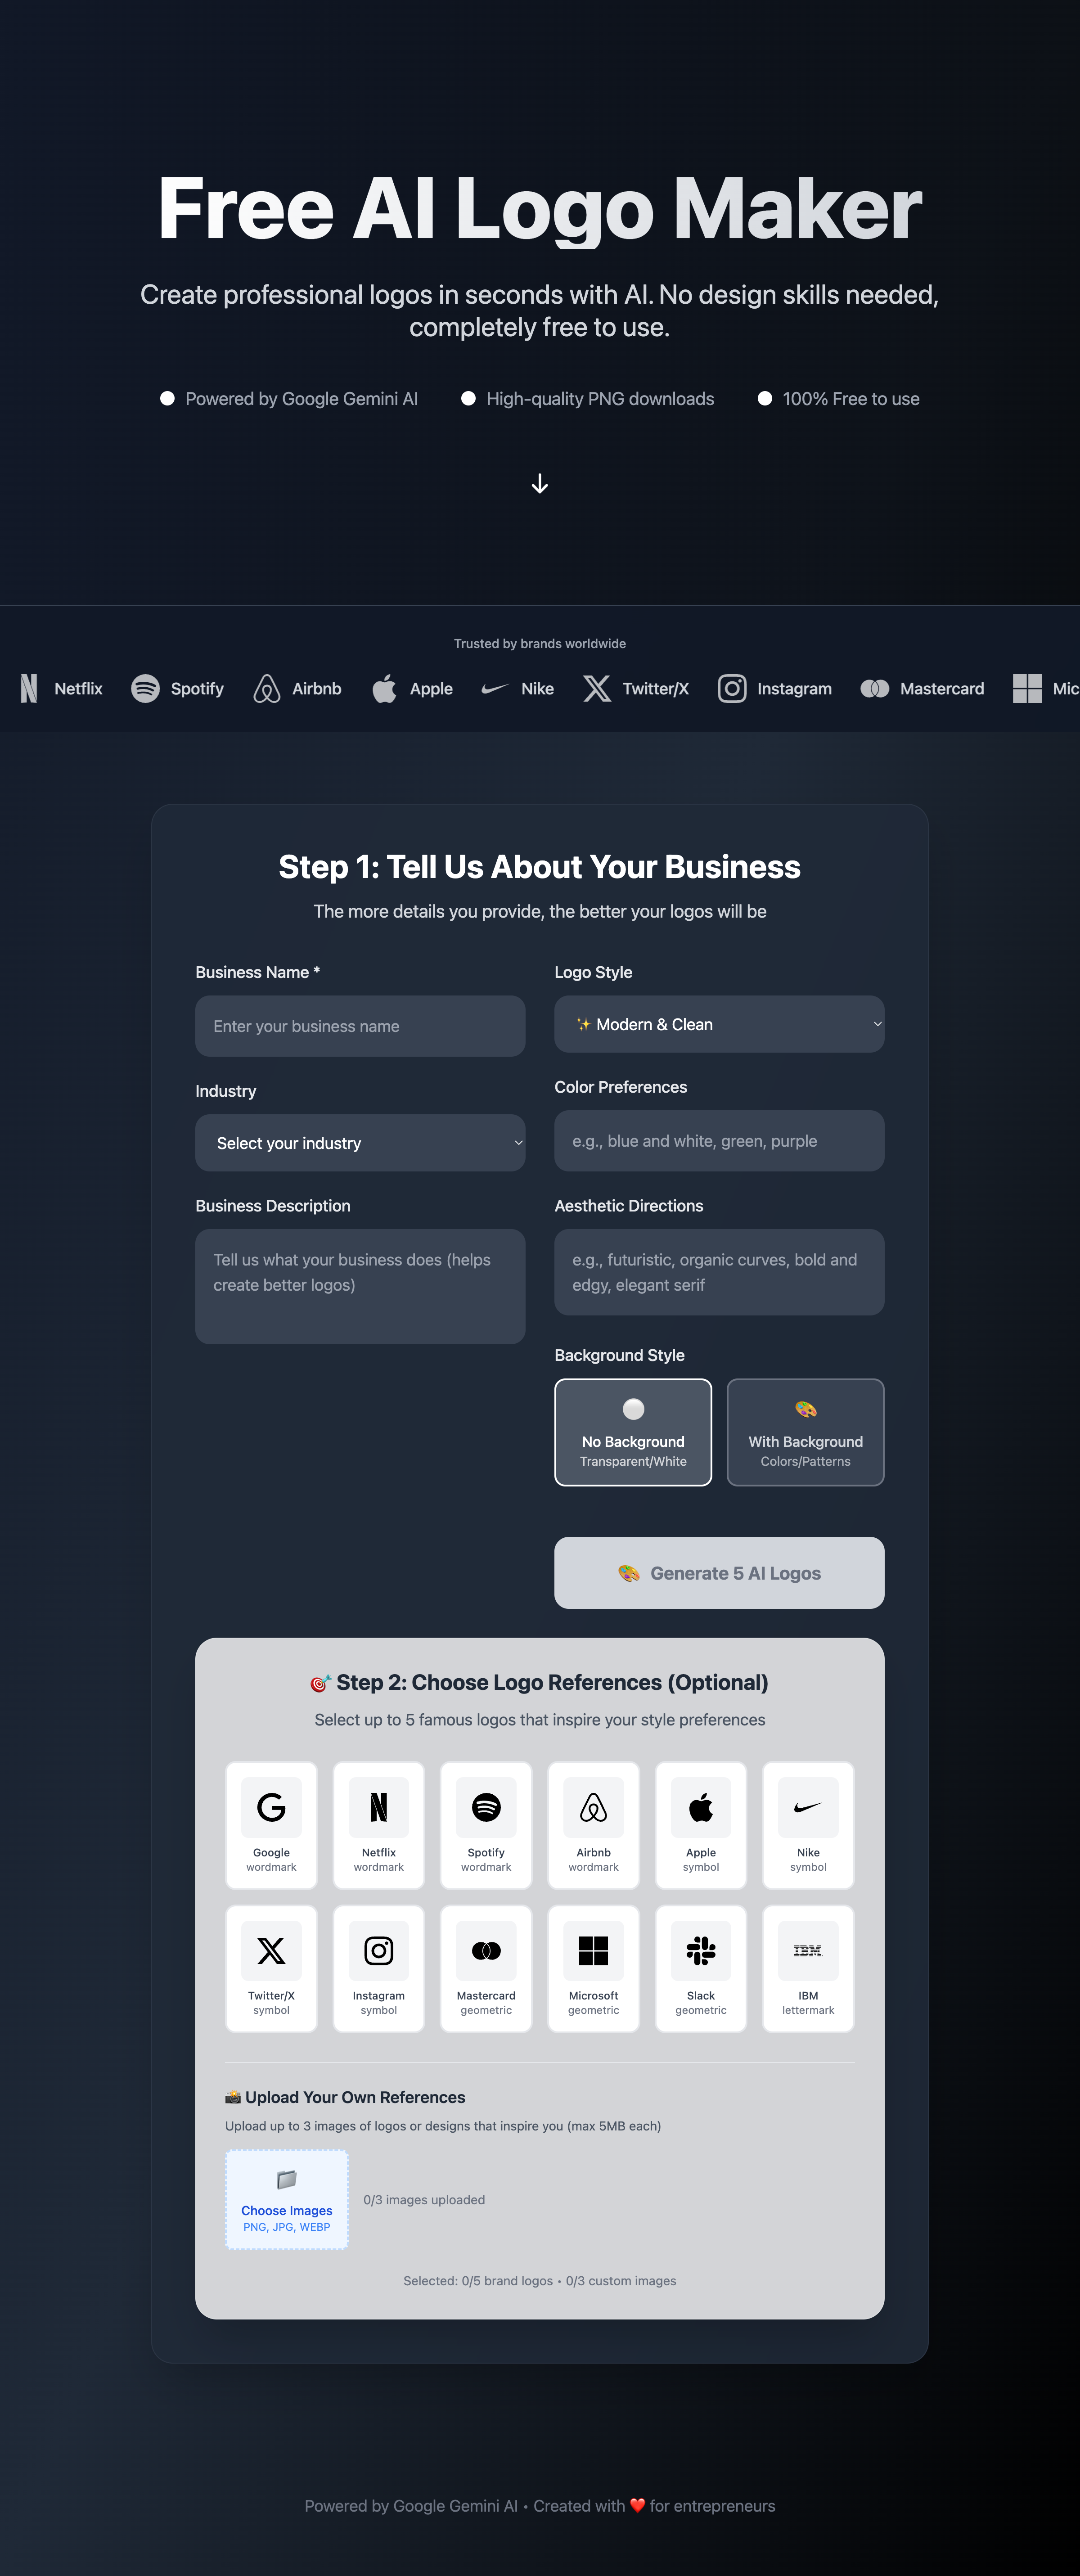 Free AI Logo Maker
Create professional logos in seconds with AI. No design skills needed,
completely free to use.
Powered by Google Gemini AI
High-quality PNG downloads
100% Free to use
Trusted by brands worldwide
Netflix
Spotify
Airbnb
Apple
Nike
Twitter/X
Instagram
Mastercard
Mic
Step 1: Tell Us About Your Business
The more details you provide, the better your logos will be
Business Name *
Enter your business name
Industry
Select your industry
Business Description
Tell us what your business does (helps
create better logos)
Logo Style
✨ Modern & Clean
Color Preferences
e.g., blue and white, green, purple
Aesthetic Directions
e.g., futuristic, organic curves, bold and
edgy, elegant serif
Background Style
No Background
Transparent/White
With Background
Colors/Patterns
🎨 Generate 5 AI Logos
🎯 Step 2: Choose Logo References (Optional)
Select up to 5 famous logos that inspire your style preferences
Google
wordmark
Netflix
wordmark
Spotify
wordmark
Airbnb
wordmark
Apple
symbol
Nike
symbol
Twitter/X
symbol
Instagram
symbol
Mastercard
geometric
Microsoft
geometric
Slack
geometric
IBM
IBM
lettermark
📸 Upload Your Own References
Upload up to 3 images of logos or designs that inspire you (max 5MB each)
Choose Images
PNG, JPG, WEBP
0/3 images uploaded
Selected: 0/5 brand logos • 0/3 custom images
Powered by Google Gemini AI • Created with ❤️ for entrepreneurs